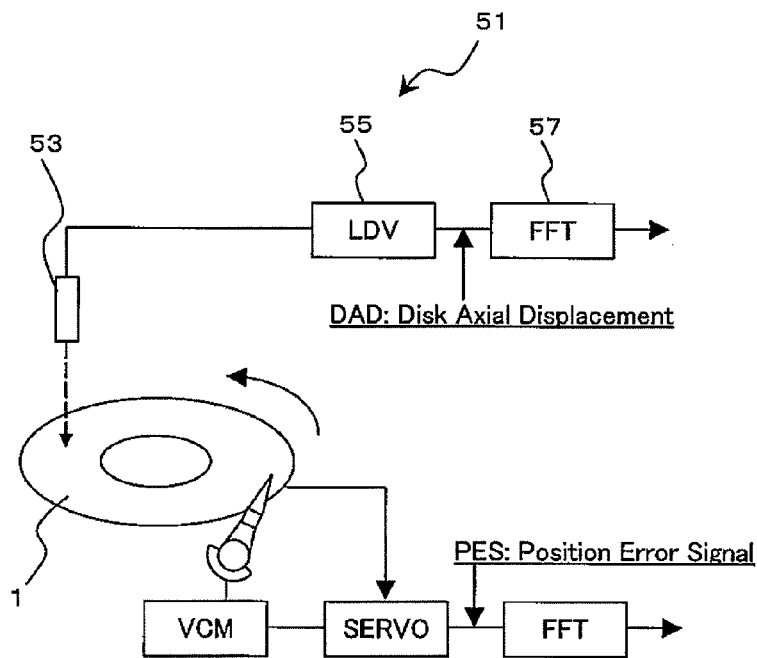 51
55
57
53
LDV
FFT
DAD: Disk Axial Displacement
PES: Position Error Signal
1
VCM
SERVO
FFT